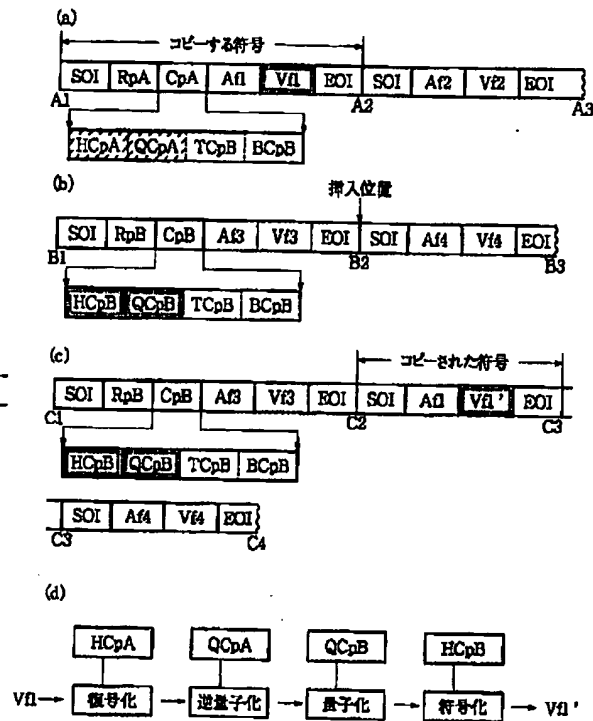 (a)
コピーする符号
SOI RpA CpA Af1 Vf1 EOI SOI Af2 Vf2 EOI
A1 A2 A3
HCpA QCpA TCpB BCpB
(b)
挿入位置
SOI RpB CpB Af3 Vf3 EOI SOI Af4 Vf4 EOI
B1 B2 B3
HCpB QCpB TCpB BCpB
(c)
コピーされた符号
SOI RpB CpB Af3 Vf3 EOI SOI Af1 Vf1' EOI
C1 C2 C3
HCpB QCpB TCpB BCpB
SOI Af4 Vf4 EOI
C3 C4
(d)
HCpA QCpA QCpB HCpB
Vf1 復号化 逆量子化 量子化 符号化 Vf1'